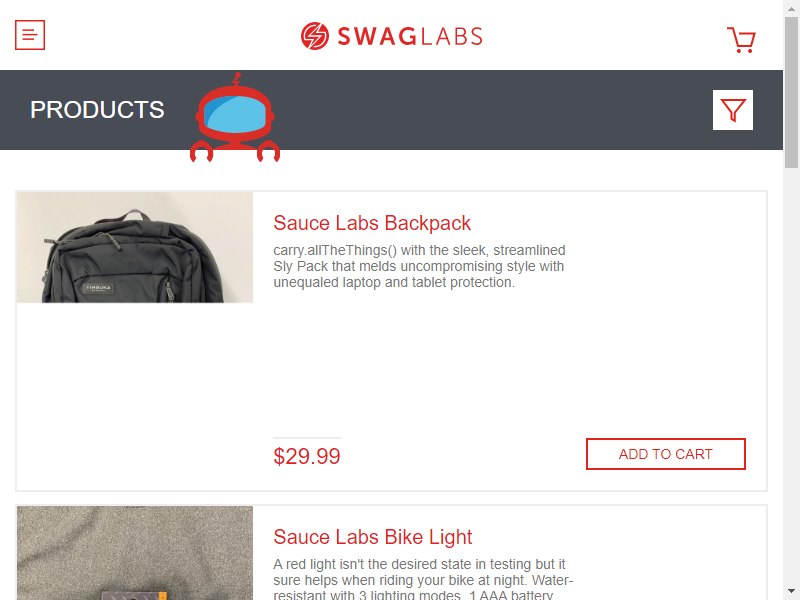 SWAGLABS
PRODUCTS
Sauce Labs Backpack
carry.allTheThings() with the sleek, streamlined
Sly Pack that melds uncompromising style with
unequaled laptop and tablet protection.
$29.99
ADD TO CART
Sauce Labs Bike Light
A red light isn't the desired state in testing but it
sure helps when riding your bike at night. Water-
resistant with 3 lighting modes, 1 AAA battery